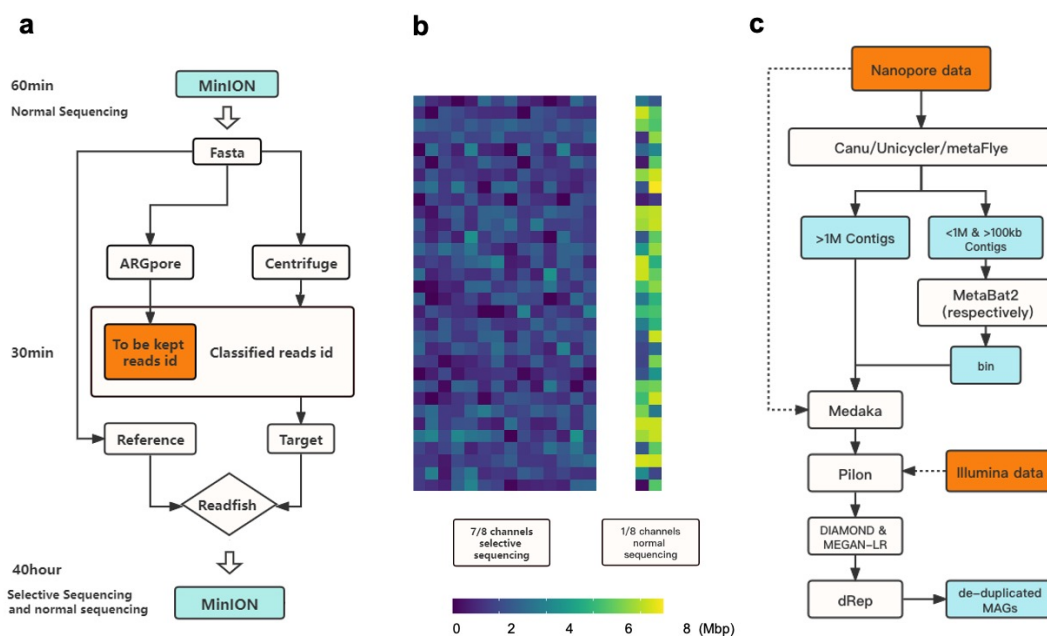 a
60min
MinION
Normal Sequencing
Fasta
ARGpore
Centrifuge
30min
To be kept
reads id
Classified reads id
Reference
Target
Readfish
40hour
Selective Sequencing
and normal sequencing
MinION
b
7/8 channels
selective
sequencing
1/8 channels
normal
sequencing
0 2 4 6 8 (Mbp)
c
Nanopore data
Canu/Unicycler/metaFlye
>1M Contigs
<1M & >100kb
Contigs
MetaBat2
(respectively)
bin
Medaka
Pilon
Illumina data
DIAMOND &
MEGAN-LR
dRep
de-duplicated
MAGs